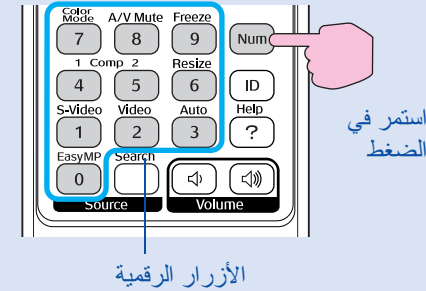 Color Mode A/V Mute Freeze
7 8 9 Num
1 Comp 2 Resize
4 5 6 ID
S-Video Video Auto Help
1 2 3 ?
EasyMP Search
0
Source Volume
استمر في
الضغط
الأزرار الرقمية